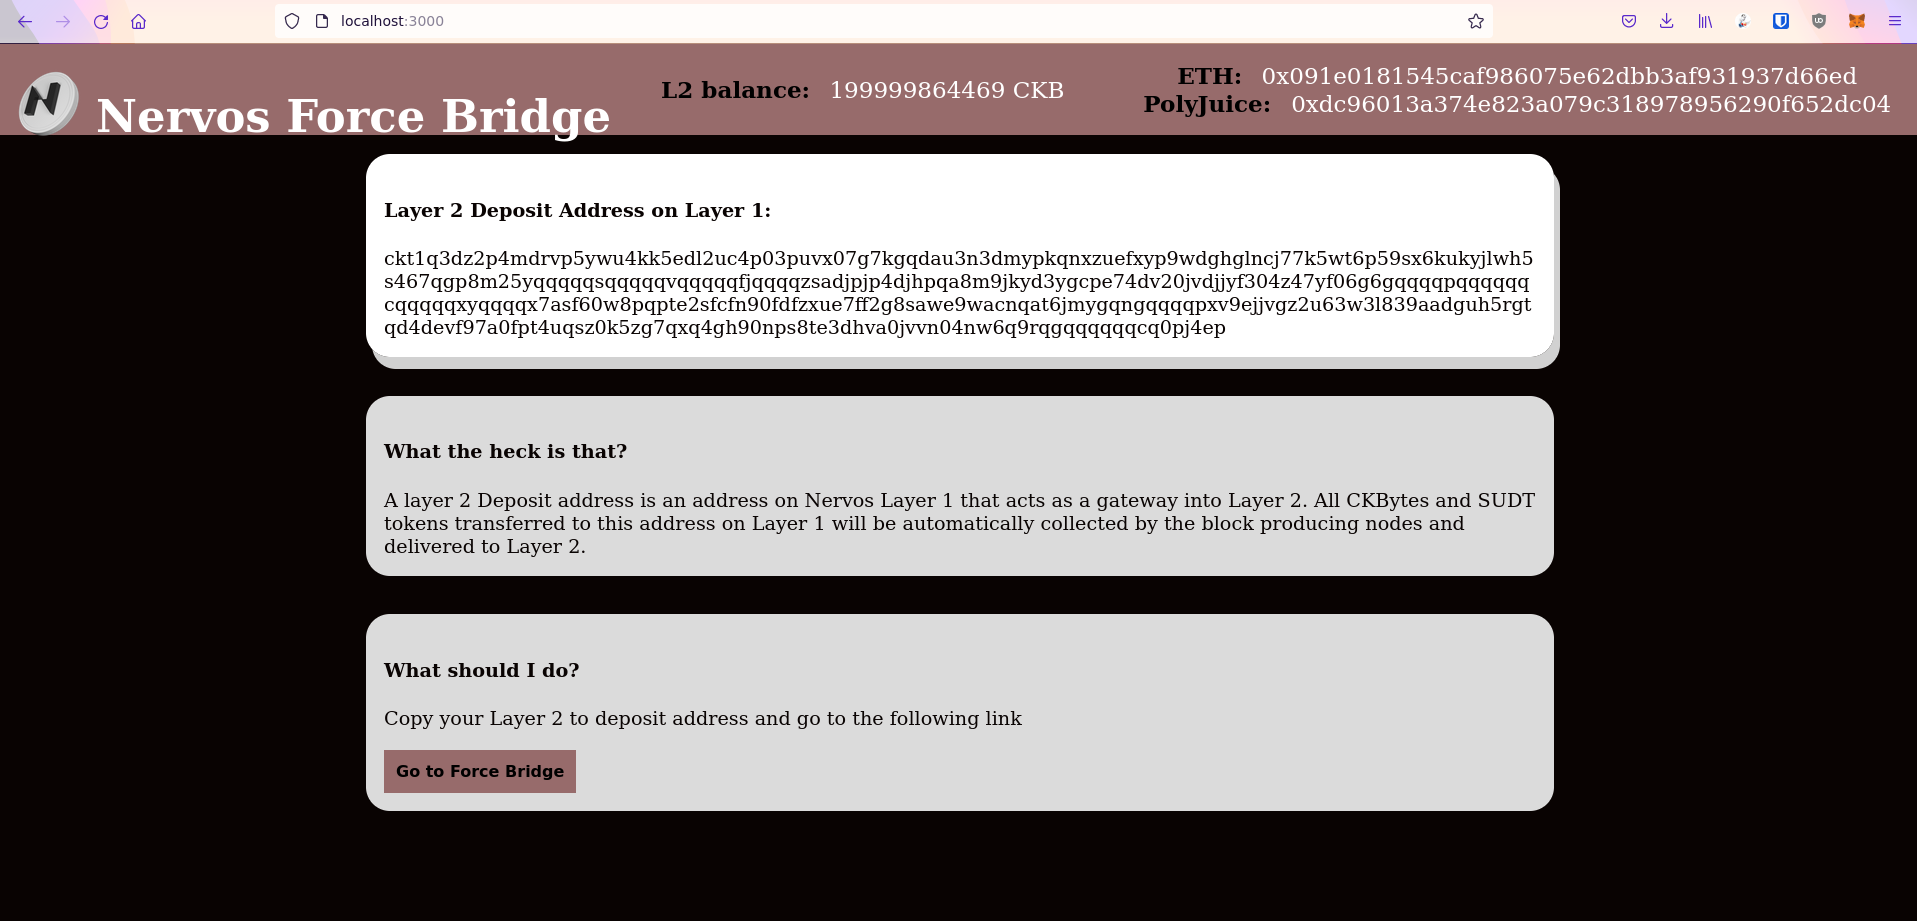 localhost:3000
Nervos Force Bridge
L2 balance: 199999864469 CKB
ETH: 0x091e0181545caf986075e62dbb3af931937d66ed
PolyJuice: 0xdc96013a374e823a079c318978956290f652dc04
Layer 2 Deposit Address on Layer 1:
ckt1q3dz2p4mdrvp5ywu4kk5edl2uc4p03puvx07g7kgqdau3n3dmypkqnxzuefxyp9wdghglncj77k5wt6p59sx6kukyjlwh5
s467qgp8m25yqqqqqsqqqqqvqqqqqfjqqqqzsadjpjp4djhpqa8m9jkyd3ygcpe74dv20jvdjjyf304z47yf06g6gqqqqpqqqqqq
cqqqqqxyqqqqx7asf60w8pqpte2sfcfn90fdfzxue7ff2g8sawe9wacnqat6jmygqngqqqqpxv9ejjvgz2u63w3l839aadguh5rgt
qd4devf97a0fpt4uqsz0k5zg7qxq4gh90nps8te3dhva0jvvn04nw6q9rqgqqqqqqcq0pj4ep
What the heck is that?
A layer 2 Deposit address is an address on Nervos Layer 1 that acts as a gateway into Layer 2. All CKBytes and SUDT
tokens transferred to this address on Layer 1 will be automatically collected by the block producing nodes and
delivered to Layer 2.
What should I do?
Copy your Layer 2 to deposit address and go to the following link
Go to Force Bridge